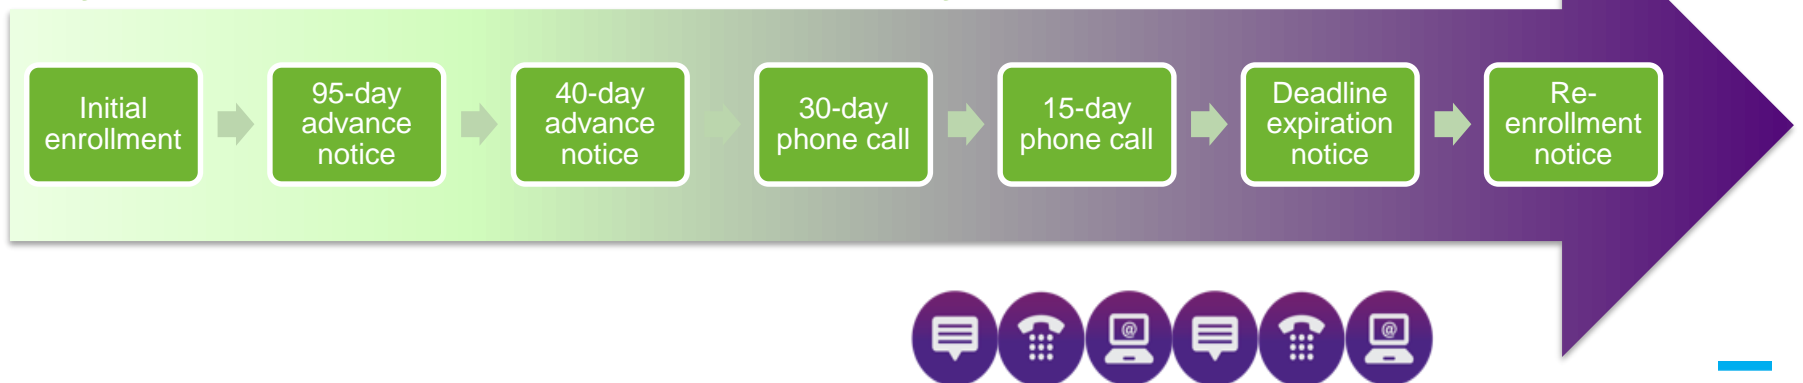 Initial
enrollment
95-day
advance
notice
40-day
advance
notice
30-day
phone call
15-day
phone call
Deadline
expiration
notice
Re-
enrollment
notice
@
@